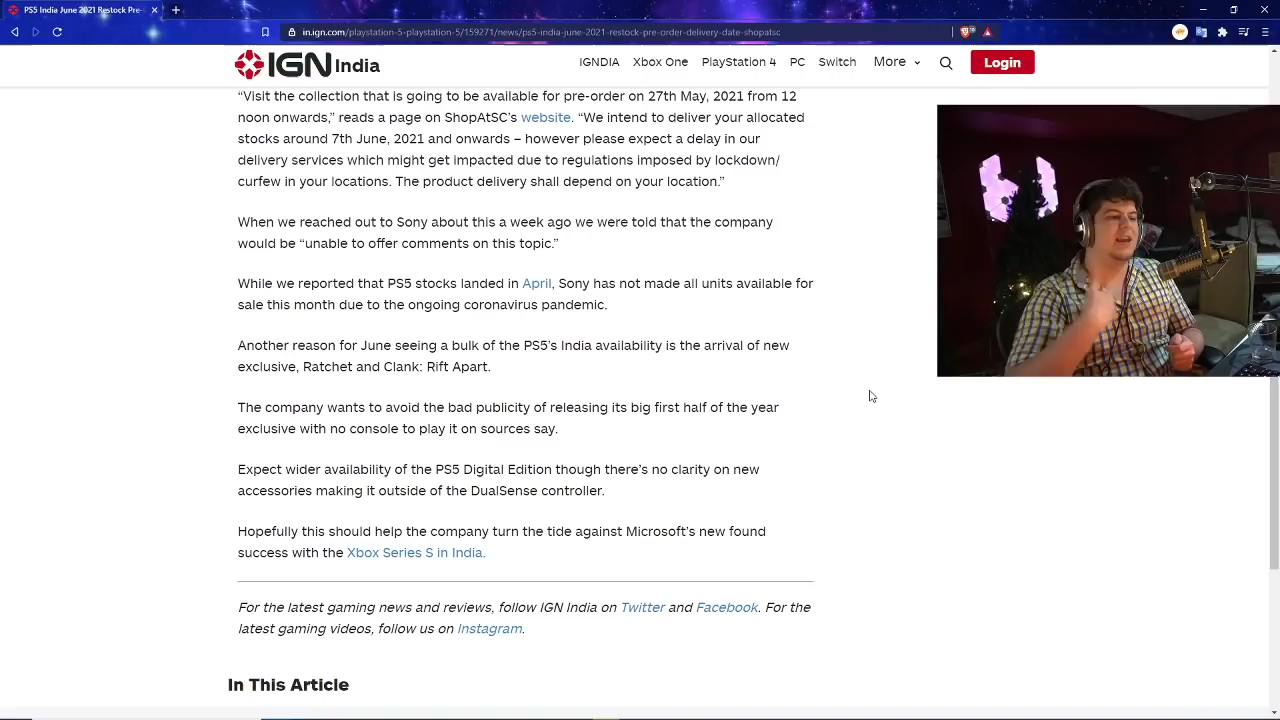 PS5 India June 2021 Restock Pre-
in.ign.com/playstation-5-playstation-5/159271/news/ps5-india-june-2021-restock-pre-order-delivery-date-shopatsc
IGN India
IGNDIA Xbox One PlayStation 4 PC Switch More Login
“Visit the collection that is going to be available for pre-order on 27th May, 2021 from 12
noon onwards,” reads a page on ShopAtSC’s website. “We intend to deliver your allocated
stocks around 7th June, 2021 and onwards – however please expect a delay in our
delivery services which might get impacted due to regulations imposed by lockdown/
curfew in your locations. The product delivery shall depend on your location.”
When we reached out to Sony about this a week ago we were told that the company
would be “unable to offer comments on this topic.”
While we reported that PS5 stocks landed in April, Sony has not made all units available for
sale this month due to the ongoing coronavirus pandemic.
Another reason for June seeing a bulk of the PS5’s India availability is the arrival of new
exclusive, Ratchet and Clank: Rift Apart.
The company wants to avoid the bad publicity of releasing its big first half of the year
exclusive with no console to play it on sources say.
Expect wider availability of the PS5 Digital Edition though there’s no clarity on new
accessories making it outside of the DualSense controller.
Hopefully this should help the company turn the tide against Microsoft’s new found
success with the Xbox Series S in India.
For the latest gaming news and reviews, follow IGN India on Twitter and Facebook. For the
latest gaming videos, follow us on Instagram.
In This Article